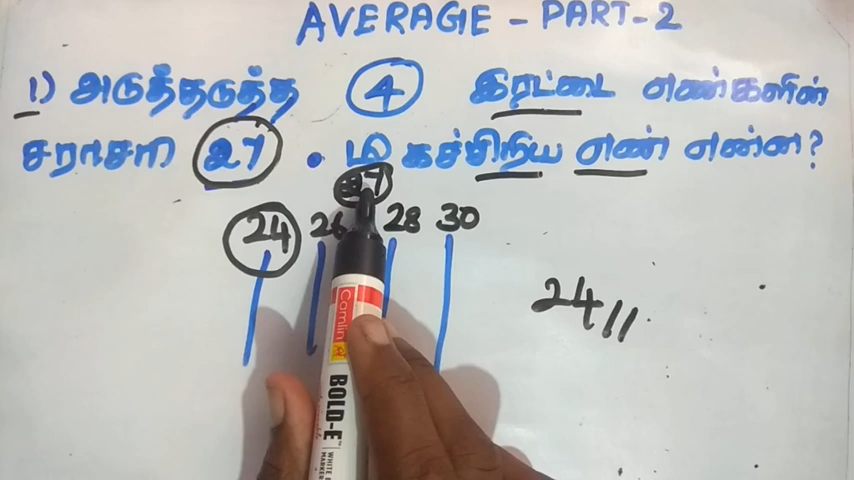 AVERAGE - PART-2
1) அடுத்தடுத்த 4 இரட்டை எண்களின்
சராசரி 27 . மிகச்சிறிய எண் என்ன?
27
24 26 28 30
24//
Camlin
BOLD-E